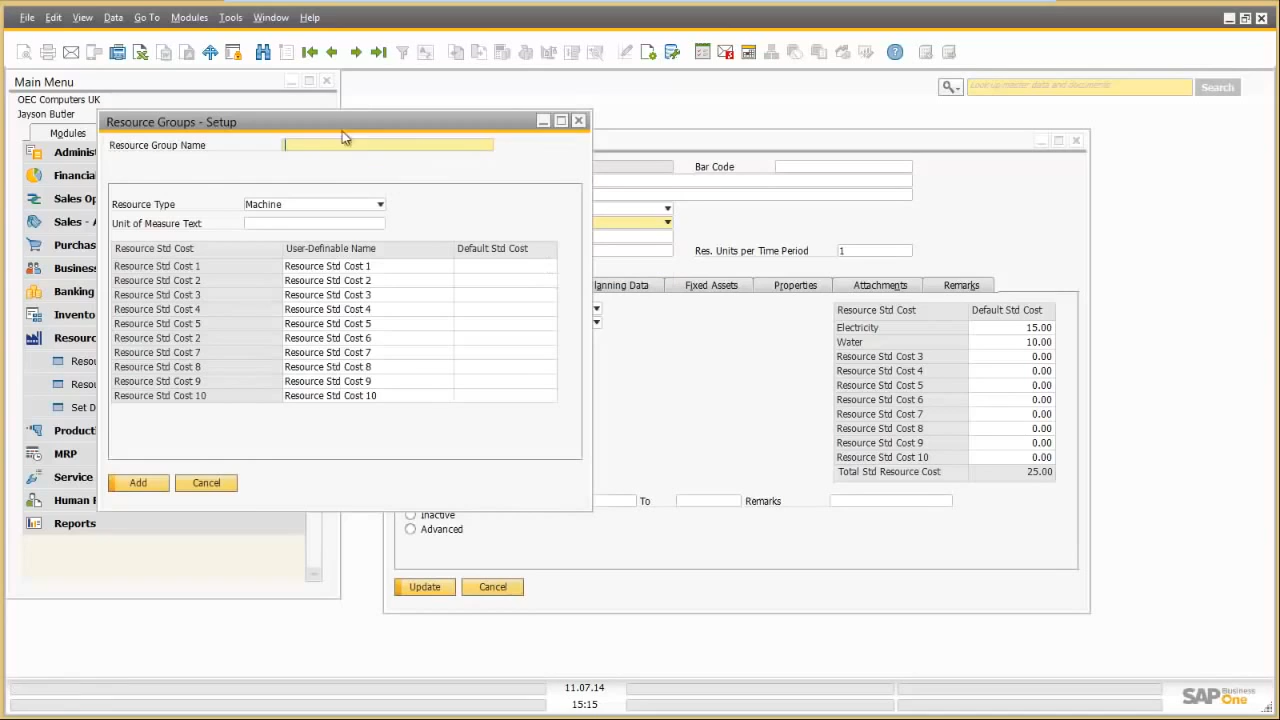 File Edit View Data Go To Modules Tools Window Help
Main Menu
OEC Computers UK
Jayson Butler
Modules
Look up master data and documents
Search
Adminis
Financial
Sales Op
Sales - A
Purchas
Business
Banking
Invento
Resourc
Resou
Resou
Set D
Producti
MRP
Service
Human R
Reports
Resource Groups - Setup
Resource Group Name
Resource Type Machine
Unit of Measure Text
Resource Std Cost User-Definable Name Default Std Cost
Resource Std Cost 1 Resource Std Cost 1
Resource Std Cost 2 Resource Std Cost 2
Resource Std Cost 3 Resource Std Cost 3
Resource Std Cost 4 Resource Std Cost 4
Resource Std Cost 5 Resource Std Cost 5
Resource Std Cost 2 Resource Std Cost 6
Resource Std Cost 7 Resource Std Cost 7
Resource Std Cost 8 Resource Std Cost 8
Resource Std Cost 9 Resource Std Cost 9
Resource Std Cost 10 Resource Std Cost 10
Add Cancel
Bar Code
Res. Units per Time Period 1
lanning Data Fixed Assets Properties Attachments Remarks
Resource Std Cost Default Std Cost
Electricity 15.00
Water 10.00
Resource Std Cost 3 0.00
Resource Std Cost 4 0.00
Resource Std Cost 5 0.00
Resource Std Cost 6 0.00
Resource Std Cost 7 0.00
Resource Std Cost 8 0.00
Resource Std Cost 9 0.00
Resource Std Cost 10 0.00
Total Std Resource Cost 25.00
To Remarks
Inactive
Advanced
Update Cancel
11.07.14
15:15
SAP Business One